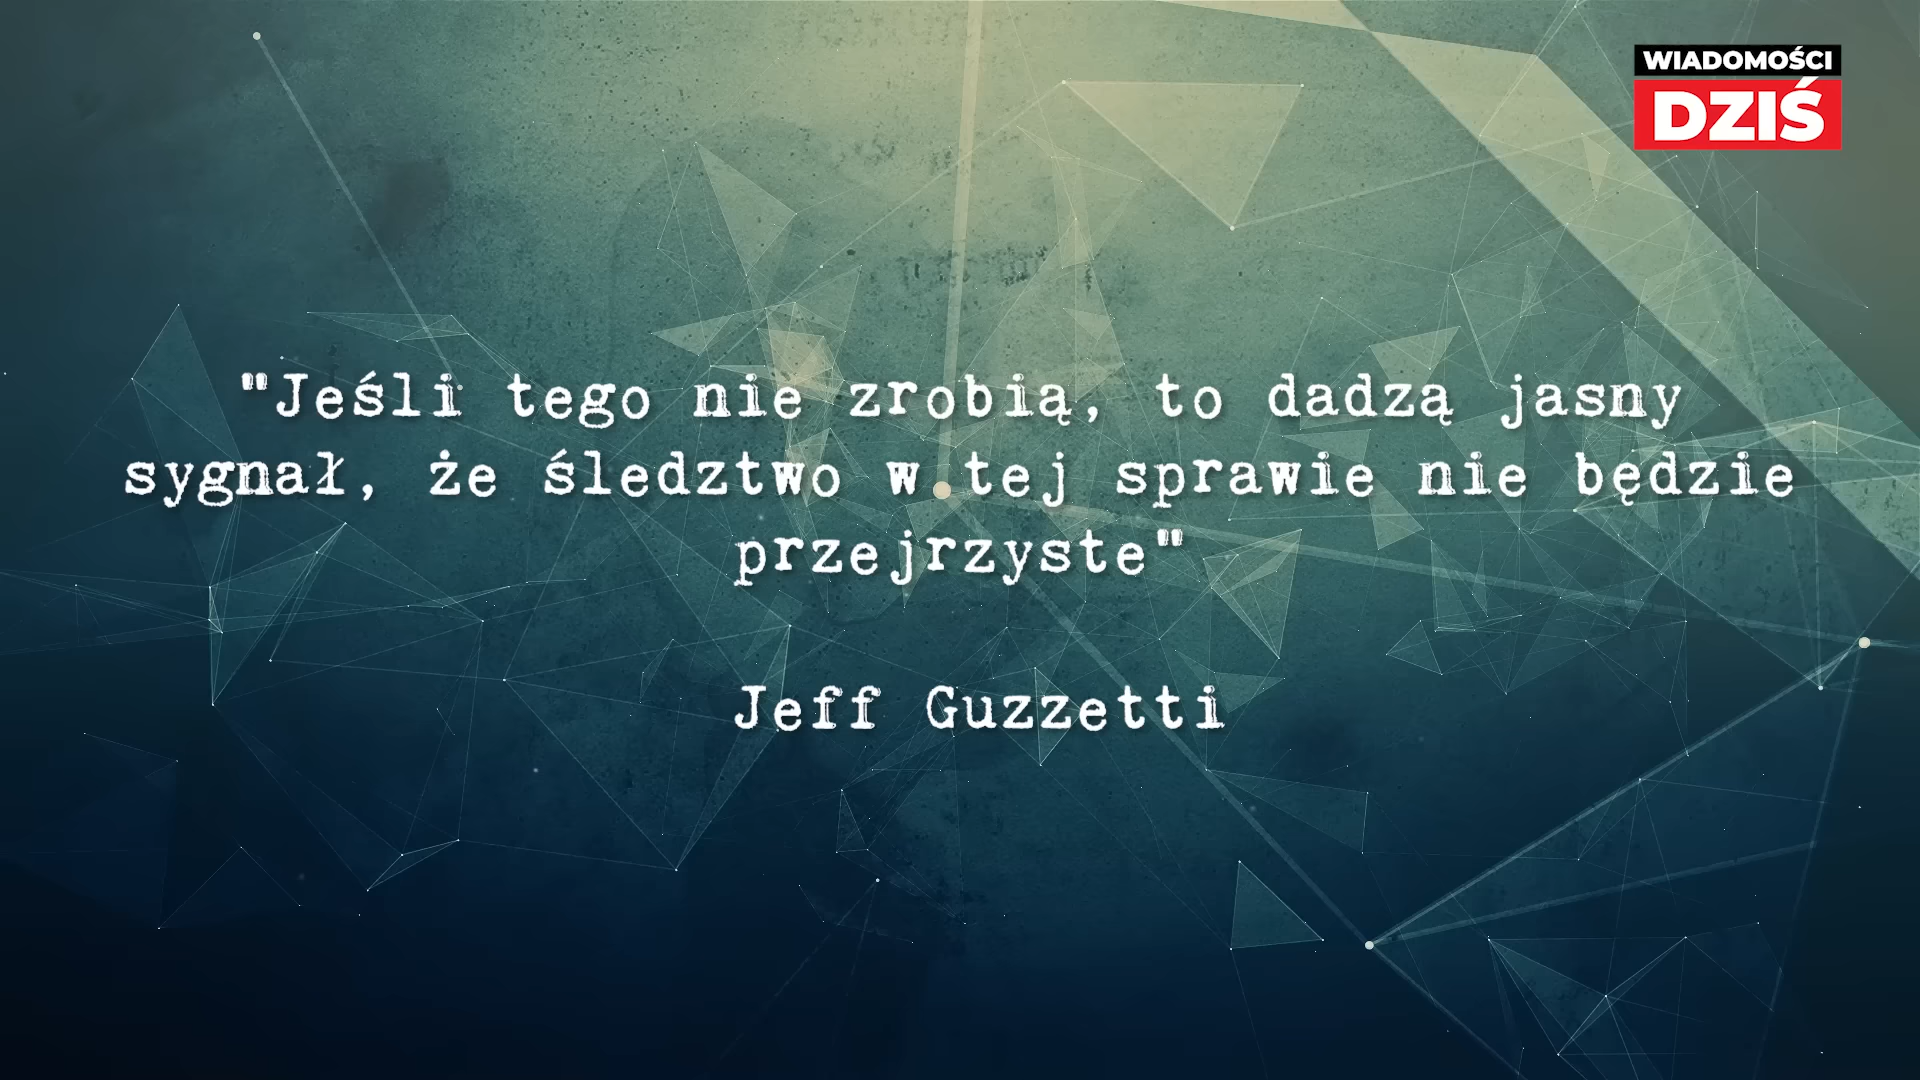 WIADOMOŚCI
DZIŚ
"Jeśli tego nie zrobią, to dadzą jasny
sygnał, że śledztwo w tej sprawie nie będzie
przejrzyste"
Jeff Guzzetti